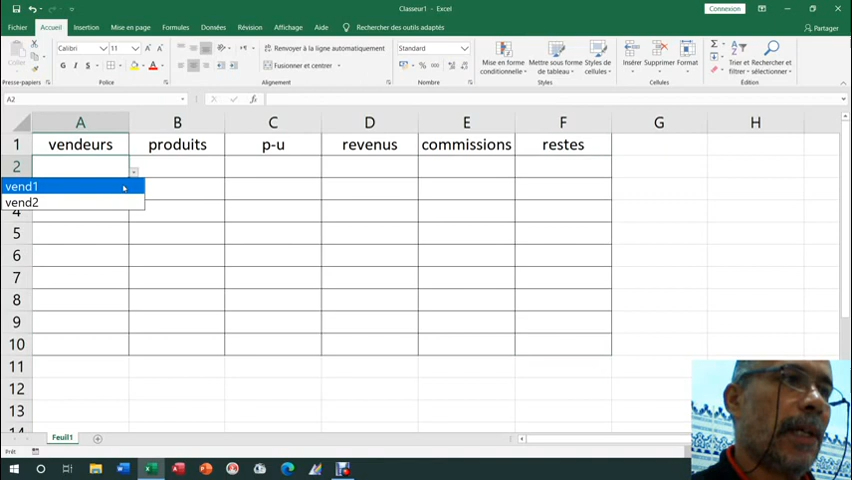 Classeur1 - Excel
Connexion
Fichier Accueil Insertion Mise en page Formules Données Révision Affichage Aide Rechercher des outils adaptés Partager
Coller
Calibri 11
Renvoyer à la ligne automatiquement
Standard
G I S
Fusionner et centrer
% 000
Mise en forme conditionnelle
Mettre sous forme de tableau
Styles de cellules
Insérer Supprimer Format
Trier et filtrer
Rechercher et sélectionner
Presse-papiers Police Alignement Nombre Styles Cellules Édition
A2
fx
A B C D E F G H
1 vendeurs produits p-u revenus commissions restes
2
vend1
vend2
4
5
6
7
8
9
10
11
12
13
14
Feuil1
Prêt